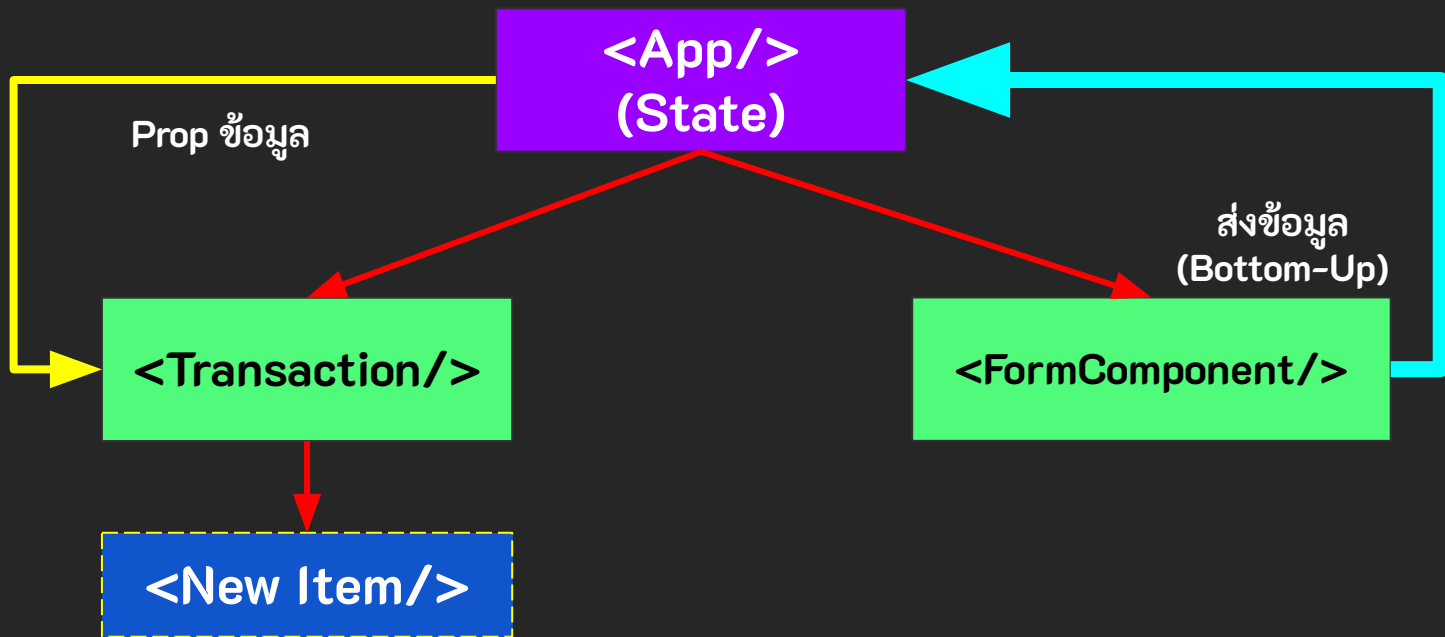 <App/>
(State)
Prop ข้อมูล
ส่งข้อมูล
(Bottom-Up)
<Transaction/>
<FormComponent/>
<New Item/>